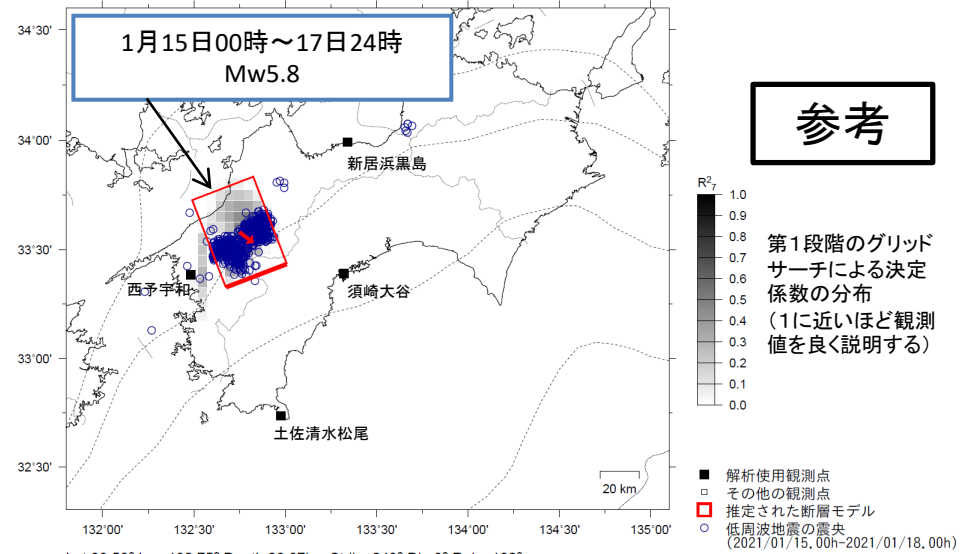 1月15日00時～17日24時
Mw5.8
参考
34°30'
34°00'
33°30'
33°00'
32°30'
132°00'
132°30'
133°00'
133°30'
134°00'
134°30'
135°00'
新居浜黒島
西予宇和
須崎大谷
土佐清水松尾
20 km
R²₇
1.0
0.9
0.8
0.7
0.6
0.5
0.4
0.3
0.2
0.1
0.0
第１段階のグリッド
サーチによる決定
係数の分布
（１に近いほど観測
値を良く説明する）
解析使用観測点
その他の観測点
推定された断層モデル
低周波地震の震央
(2021/01/15,00h-2021/01/18,00h)